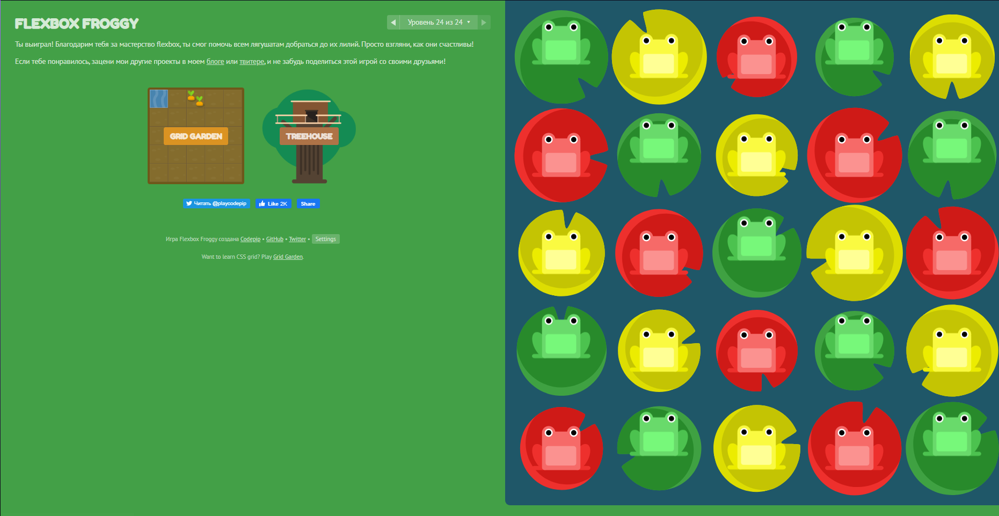 FLEXBOX FROGGY
Уровень 24 из 24
Ты выиграл! Благодарим тебя за мастерство flexbox, ты смог помочь всем лягушатам добраться до их лилий. Просто взгляни, как они счастливы!
Если тебе понравилось, зацени мои другие проекты в моем блоге или твитере, и не забудь поделиться этой игрой со своими друзьями!
GRID GARDEN
TREEHOUSE
Читать @playcodepip
Like 2K
Share
Игра Flexbox Froggy создана Codepip • GitHub • Twitter • Settings
Want to learn CSS grid? Play Grid Garden.